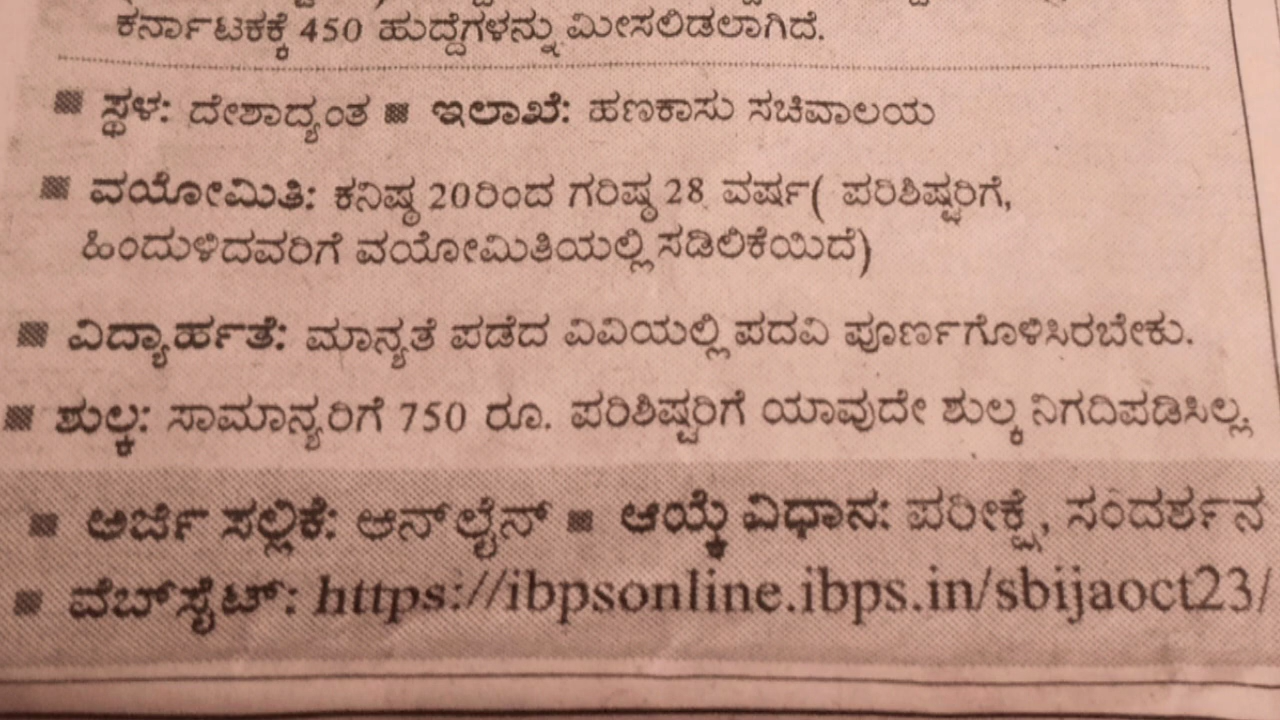 ಕರ್ನಾಟಕಕ್ಕೆ 450 ಹುದ್ದೆಗಳನ್ನು ಮೀಸಲಿಡಲಾಗಿದೆ.
■ ಸ್ಥಳ: ದೇಶಾದ್ಯಂತ ■ ಇಲಾಖೆ: ಹಣಕಾಸು ಸಚಿವಾಲಯ
■ ವಯೋಮಿತಿ: ಕನಿಷ್ಠ 20ರಿಂದ ಗರಿಷ್ಠ 28 ವರ್ಷ( ಪರಿಶಿಷ್ಟರಿಗೆ,
ಹಿಂದುಳಿದವರಿಗೆ ವಯೋಮಿತಿಯಲ್ಲಿ ಸಡಿಲಿಕೆಯಿದೆ)
■ ವಿದ್ಯಾರ್ಹತೆ: ಮಾನ್ಯತೆ ಪಡೆದ ವಿವಿಯಲ್ಲಿ ಪದವಿ ಪೂರ್ಣಗೊಳಿಸಿರಬೇಕು.
■ ಶುಲ್ಕ: ಸಾಮಾನ್ಯರಿಗೆ 750 ರೂ. ಪರಿಶಿಷ್ಟರಿಗೆ ಯಾವುದೇ ಶುಲ್ಕ ನಿಗದಿಪಡಿಸಿಲ್ಲ.
■ ಅರ್ಜಿ ಸಲ್ಲಿಕೆ: ಆನ್‌ಲೈನ್ ■ ಆಯ್ಕೆ ವಿಧಾನ: ಪರೀಕ್ಷೆ, ಸಂದರ್ಶನ
■ ವೆಬ್‌ಸೈಟ್: https://ibpsonline.ibps.in/sbijaoct23/